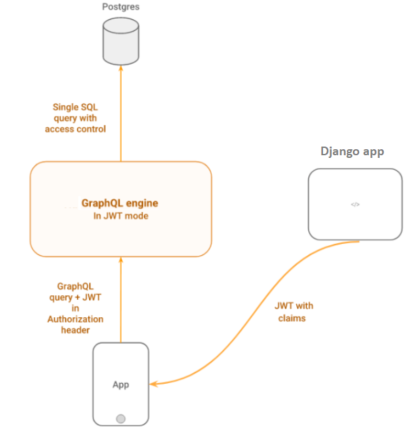 Postgres
Single SQL
query with
access control
Django app
GraphQL engine
In JWT mode
</>
GraphQL
query + JWT
in
Authorization
header
JWT with
claims
App